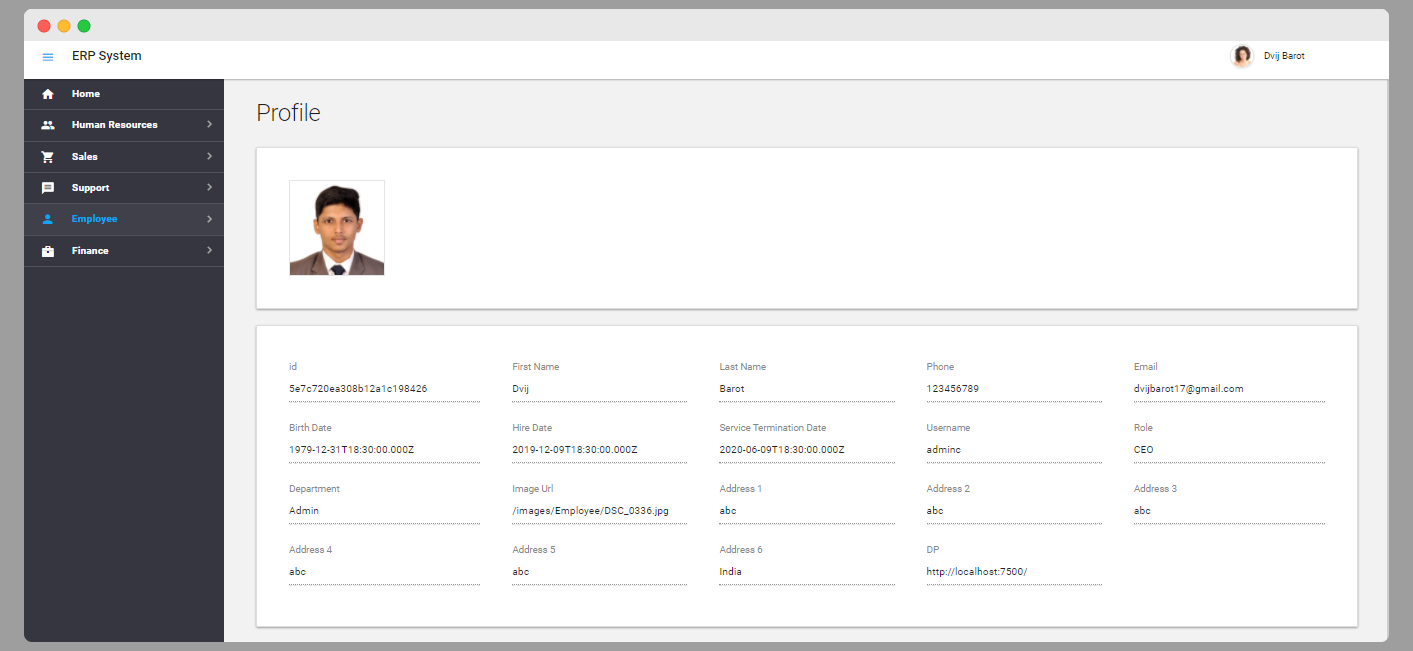 ERP System
Dvij Barot
Home
Human Resources
Sales
Support
Employee
Finance
Profile
id First Name Last Name Phone Email
5e7c720ea308b12a1c198426 Dvij Barot 123456789 dvijbarot17@gmail.com
Birth Date Hire Date Service Termination Date Username Role
1979-12-31T18:30:00.000Z 2019-12-09T18:30:00.000Z 2020-06-09T18:30:00.000Z adminc CEO
Department Image Url Address 1 Address 2 Address 3
Admin /images/Employee/DSC_0336.jpg abc abc abc
Address 4 Address 5 Address 6 DP
abc abc India http://localhost:7500/